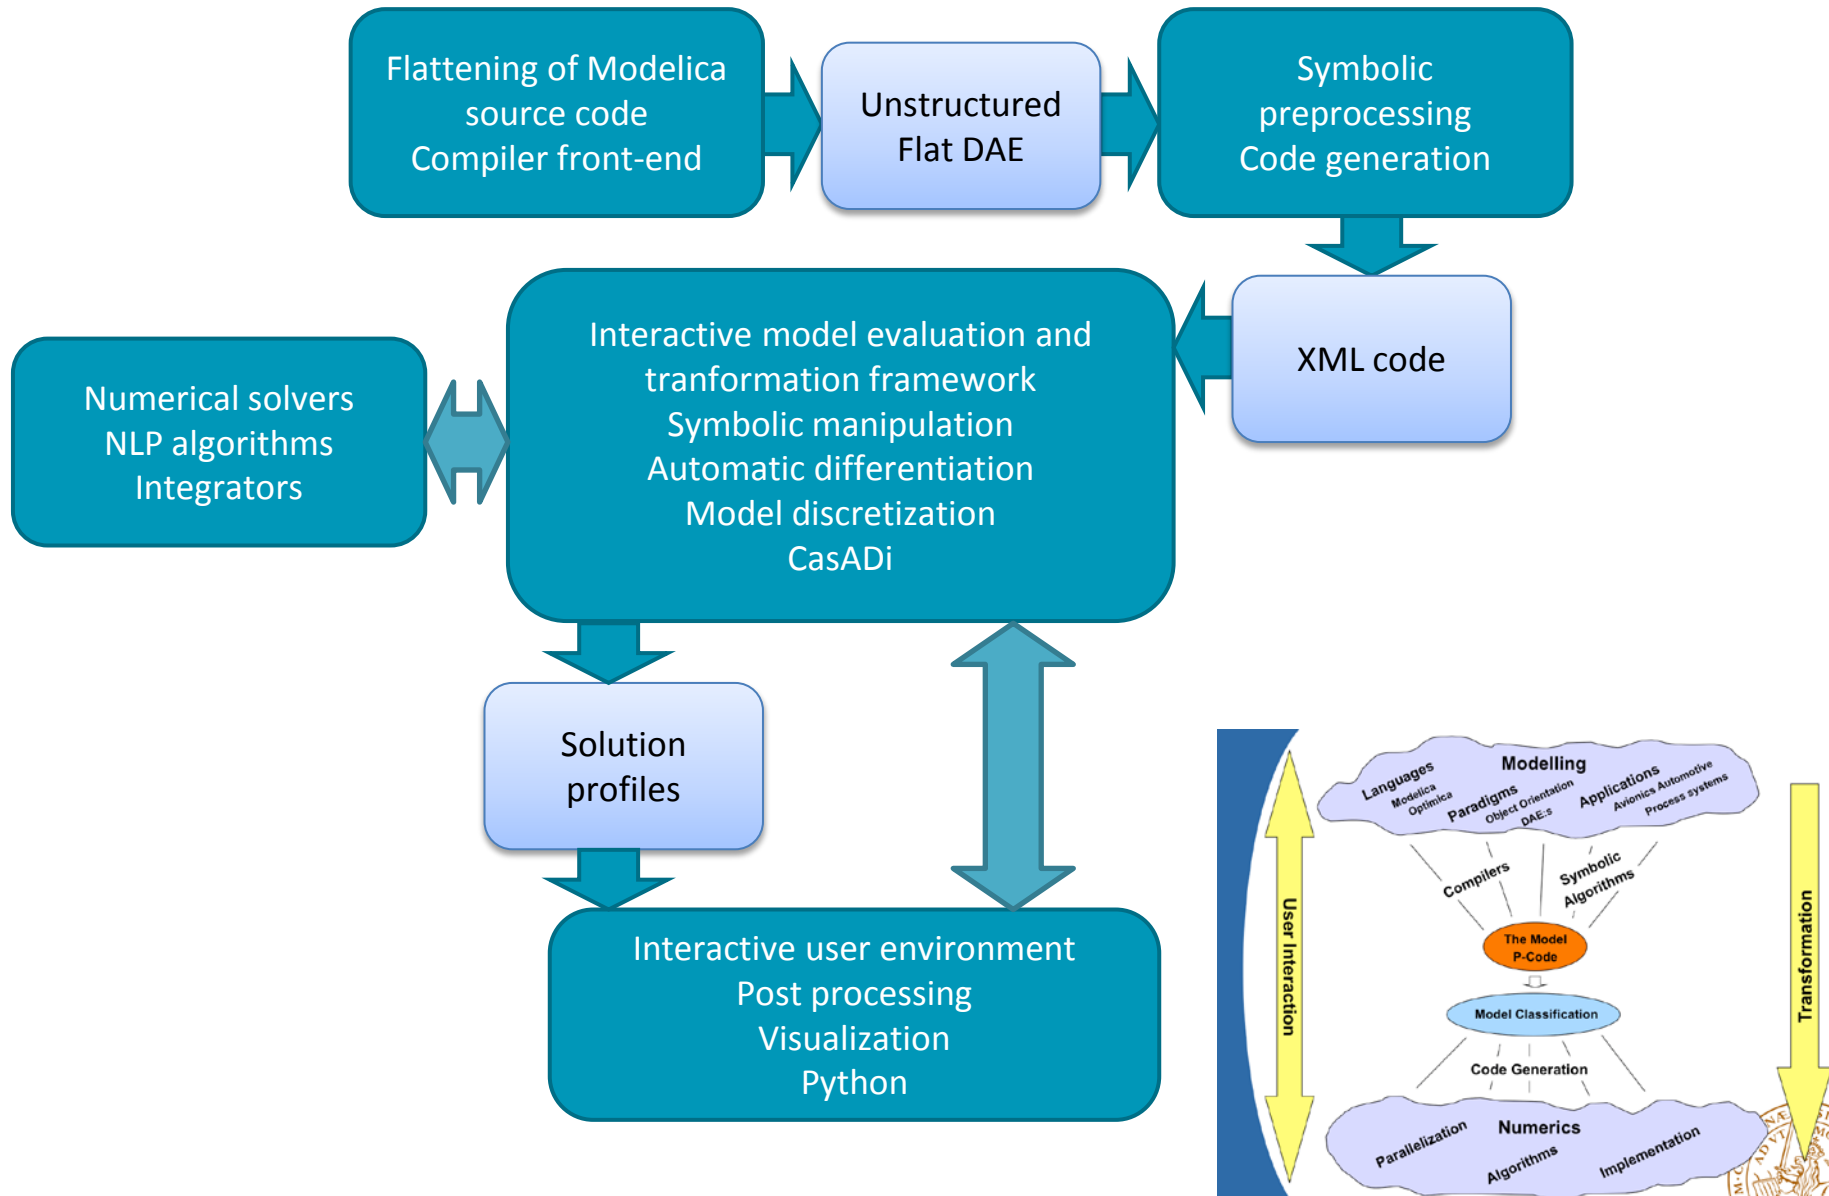 Flattening of Modelica
source code
Compiler front-end
Unstructured
Flat DAE
Symbolic
preprocessing
Code generation
XML code
Interactive model evaluation and
tranformation framework
Symbolic manipulation
Automatic differentiation
Model discretization
CasADi
Numerical solvers
NLP algorithms
Integrators
Solution
profiles
Interactive user environment
Post processing
Visualization
Python
User Interaction
Modelling
Languages
Modelica
Optimica
Paradigms
Object Orientation
DAE:s
Applications
Avionics Automotive
Process systems
Compilers
Symbolic
Algorithms
The Model
P-Code
Model Classification
Code Generation
Numerics
Parallelization
Algorithms
Implementation
Transformation